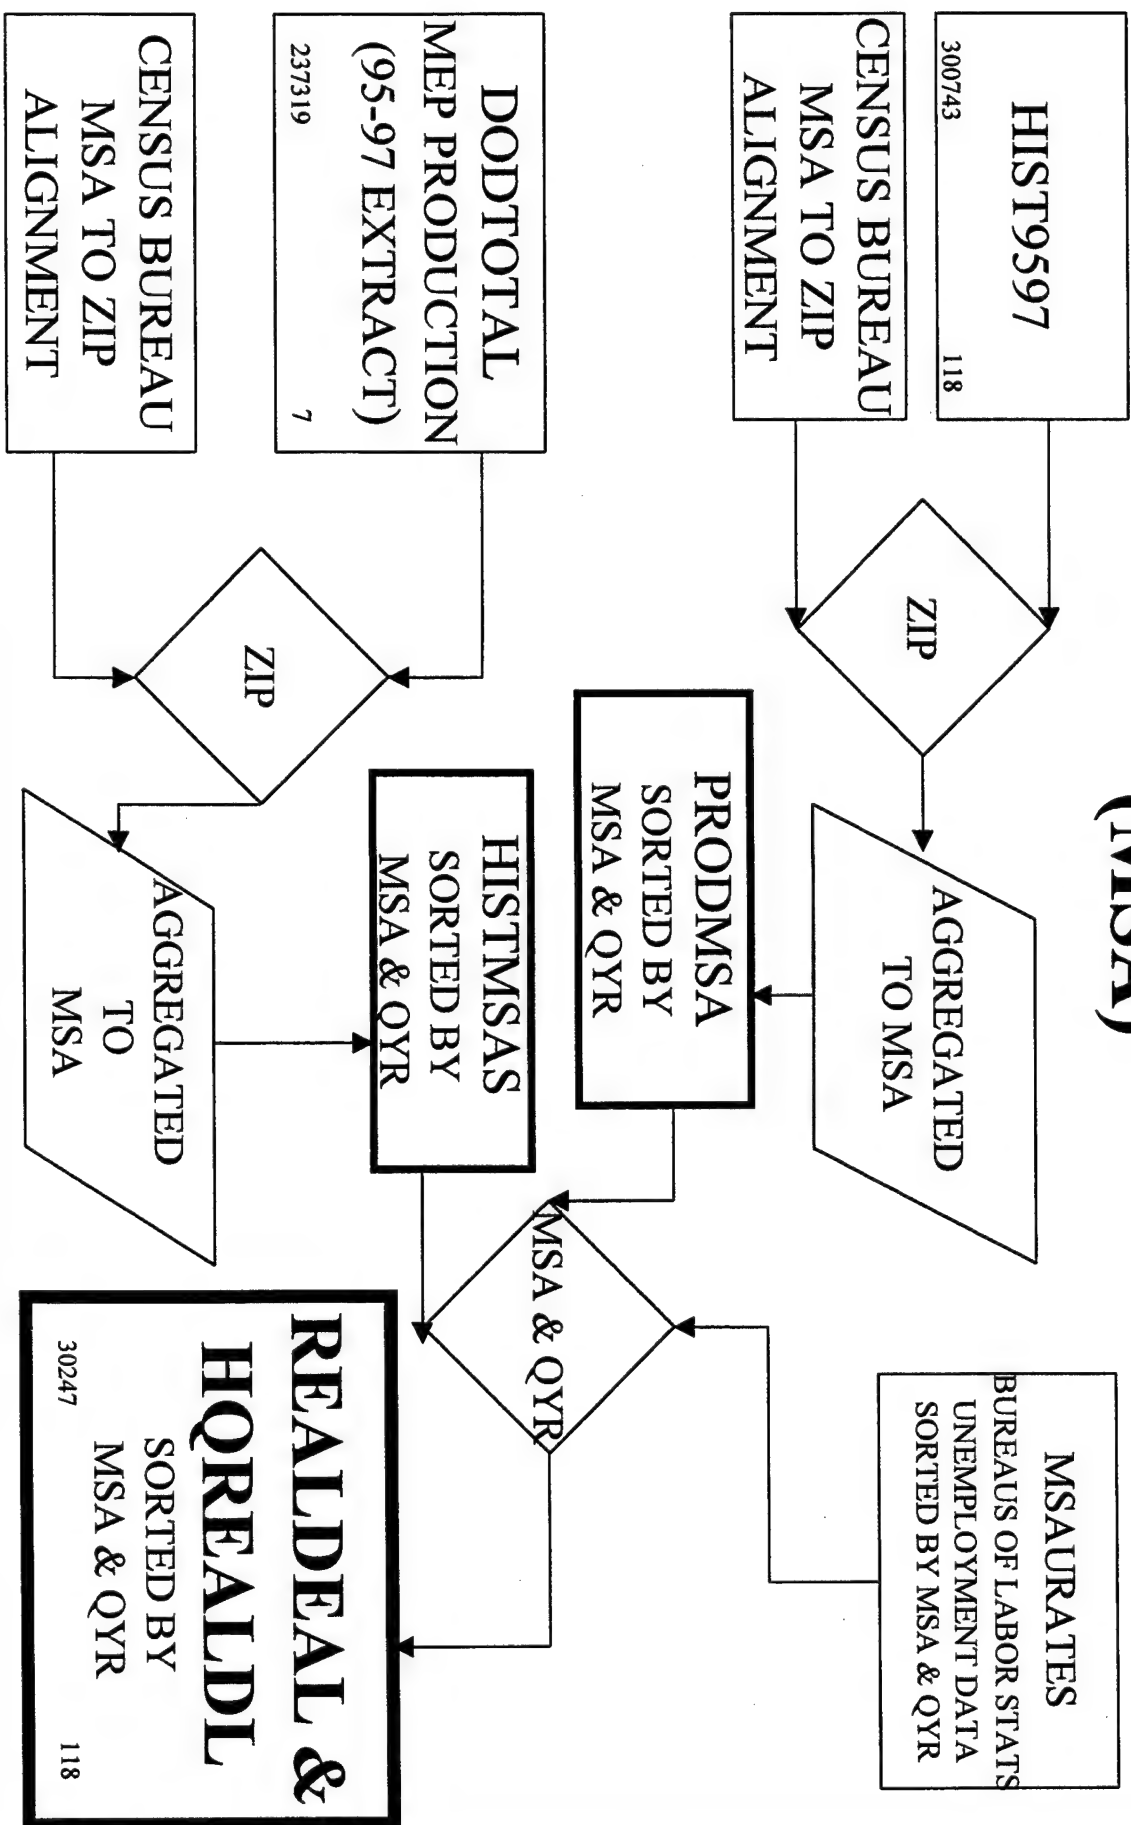 (MSA)
HIST9597
300743
118
CENSUS BUREAU
MSA TO ZIP
ALIGNMENT
ZIP
AGGREGATED
TO MSA
MSAURATES
BUREAUS OF LABOR STATS
UNEMPLOYMENT DATA
SORTED BY MSA & QYR
PRODMSA
SORTED BY
MSA & QYR
DODTOTAL
MEP PRODUCTION
(95-97 EXTRACT)
237319
7
CENSUS BUREAU
MSA TO ZIP
ALIGNMENT
ZIP
HISTMSAS
SORTED BY
MSA & QYR
AGGREGATED
TO
MSA
MSA & QYR
REALDEAL &
HQREALDL
SORTED BY
MSA & QYR
30247
118